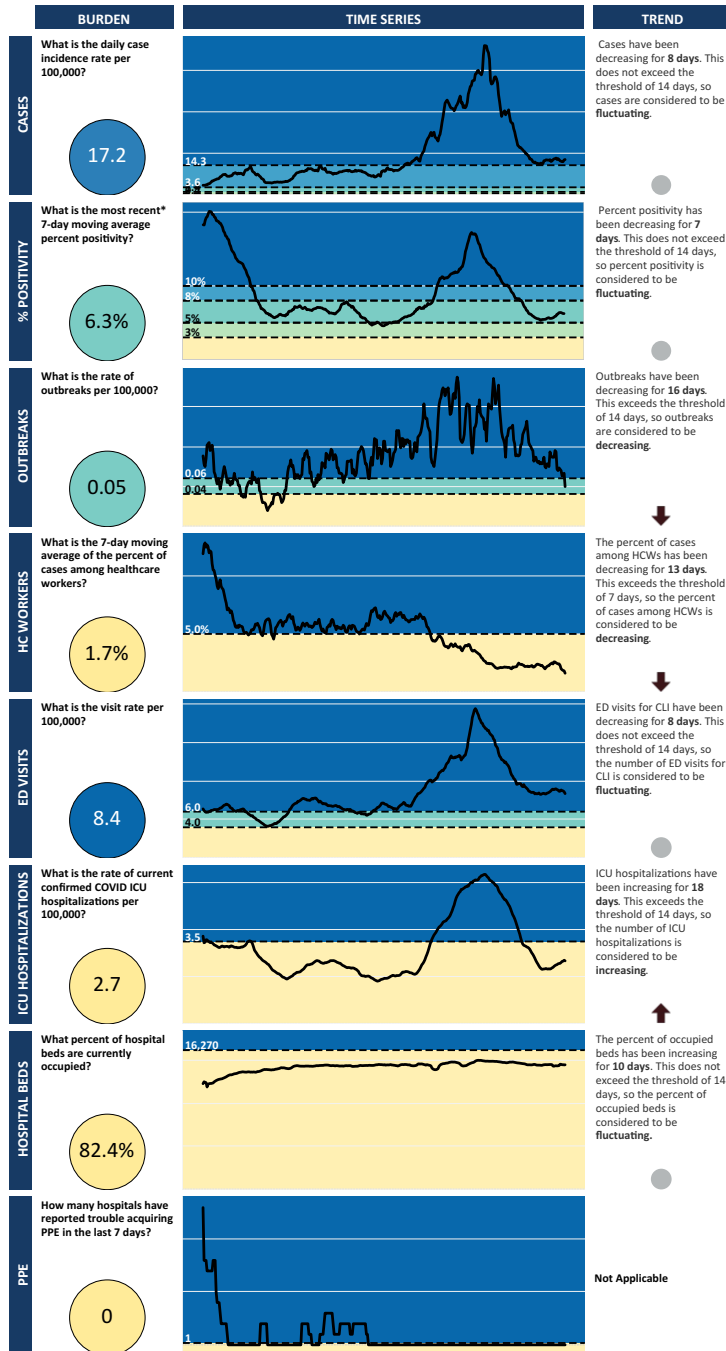 BURDEN
TIME SERIES
TREND
CASES
What is the daily case
incidence rate per
100,000?
17.2
14.3
3.6
Cases have been
decreasing for 8 days. This
does not exceed the
threshold of 14 days, so
cases are considered to be
fluctuating.
% POSITIVITY
What is the most recent*
7-day moving average
percent positivity?
6.3%
10%
8%
5%
3%
Percent positivity has
been decreasing for 7
days. This does not exceed
the threshold of 14 days,
so percent positivity is
considered to be
fluctuating.
OUTBREAKS
What is the rate of
outbreaks per 100,000?
0.05
0.06
0.04
Outbreaks have been
decreasing for 16 days.
This exceeds the threshold
of 14 days, so outbreaks
are considered to be
decreasing.
HC WORKERS
What is the 7-day moving
average of the percent of
cases among healthcare
workers?
1.7%
5.0%
The percent of cases
among HCWs has been
decreasing for 13 days.
This exceeds the threshold
of 7 days, so the percent
of cases among HCWs is
considered to be
decreasing.
ED VISITS
What is the visit rate per
100,000?
8.4
6.0
4.0
ED visits for CLI have been
decreasing for 8 days. This
does not exceed the
threshold of 14 days, so
the number of ED visits for
CLI is considered to be
fluctuating.
ICU HOSPITALIZATIONS
What is the rate of current
confirmed COVID ICU
hospitalizations per
100,000?
2.7
3.5
ICU hospitalizations have
been increasing for 18
days. This exceeds the
threshold of 14 days, so
the number of ICU
hospitalizations is
considered to be
increasing.
HOSPITAL BEDS
What percent of hospital
beds are currently
occupied?
82.4%
16,270
The percent of occupied
beds has been increasing
for 10 days. This does not
exceed the threshold of 14
days, so the percent of
occupied beds is
considered to be
fluctuating.
PPE
How many hospitals have
reported trouble acquiring
PPE in the last 7 days?
0
1
Not Applicable